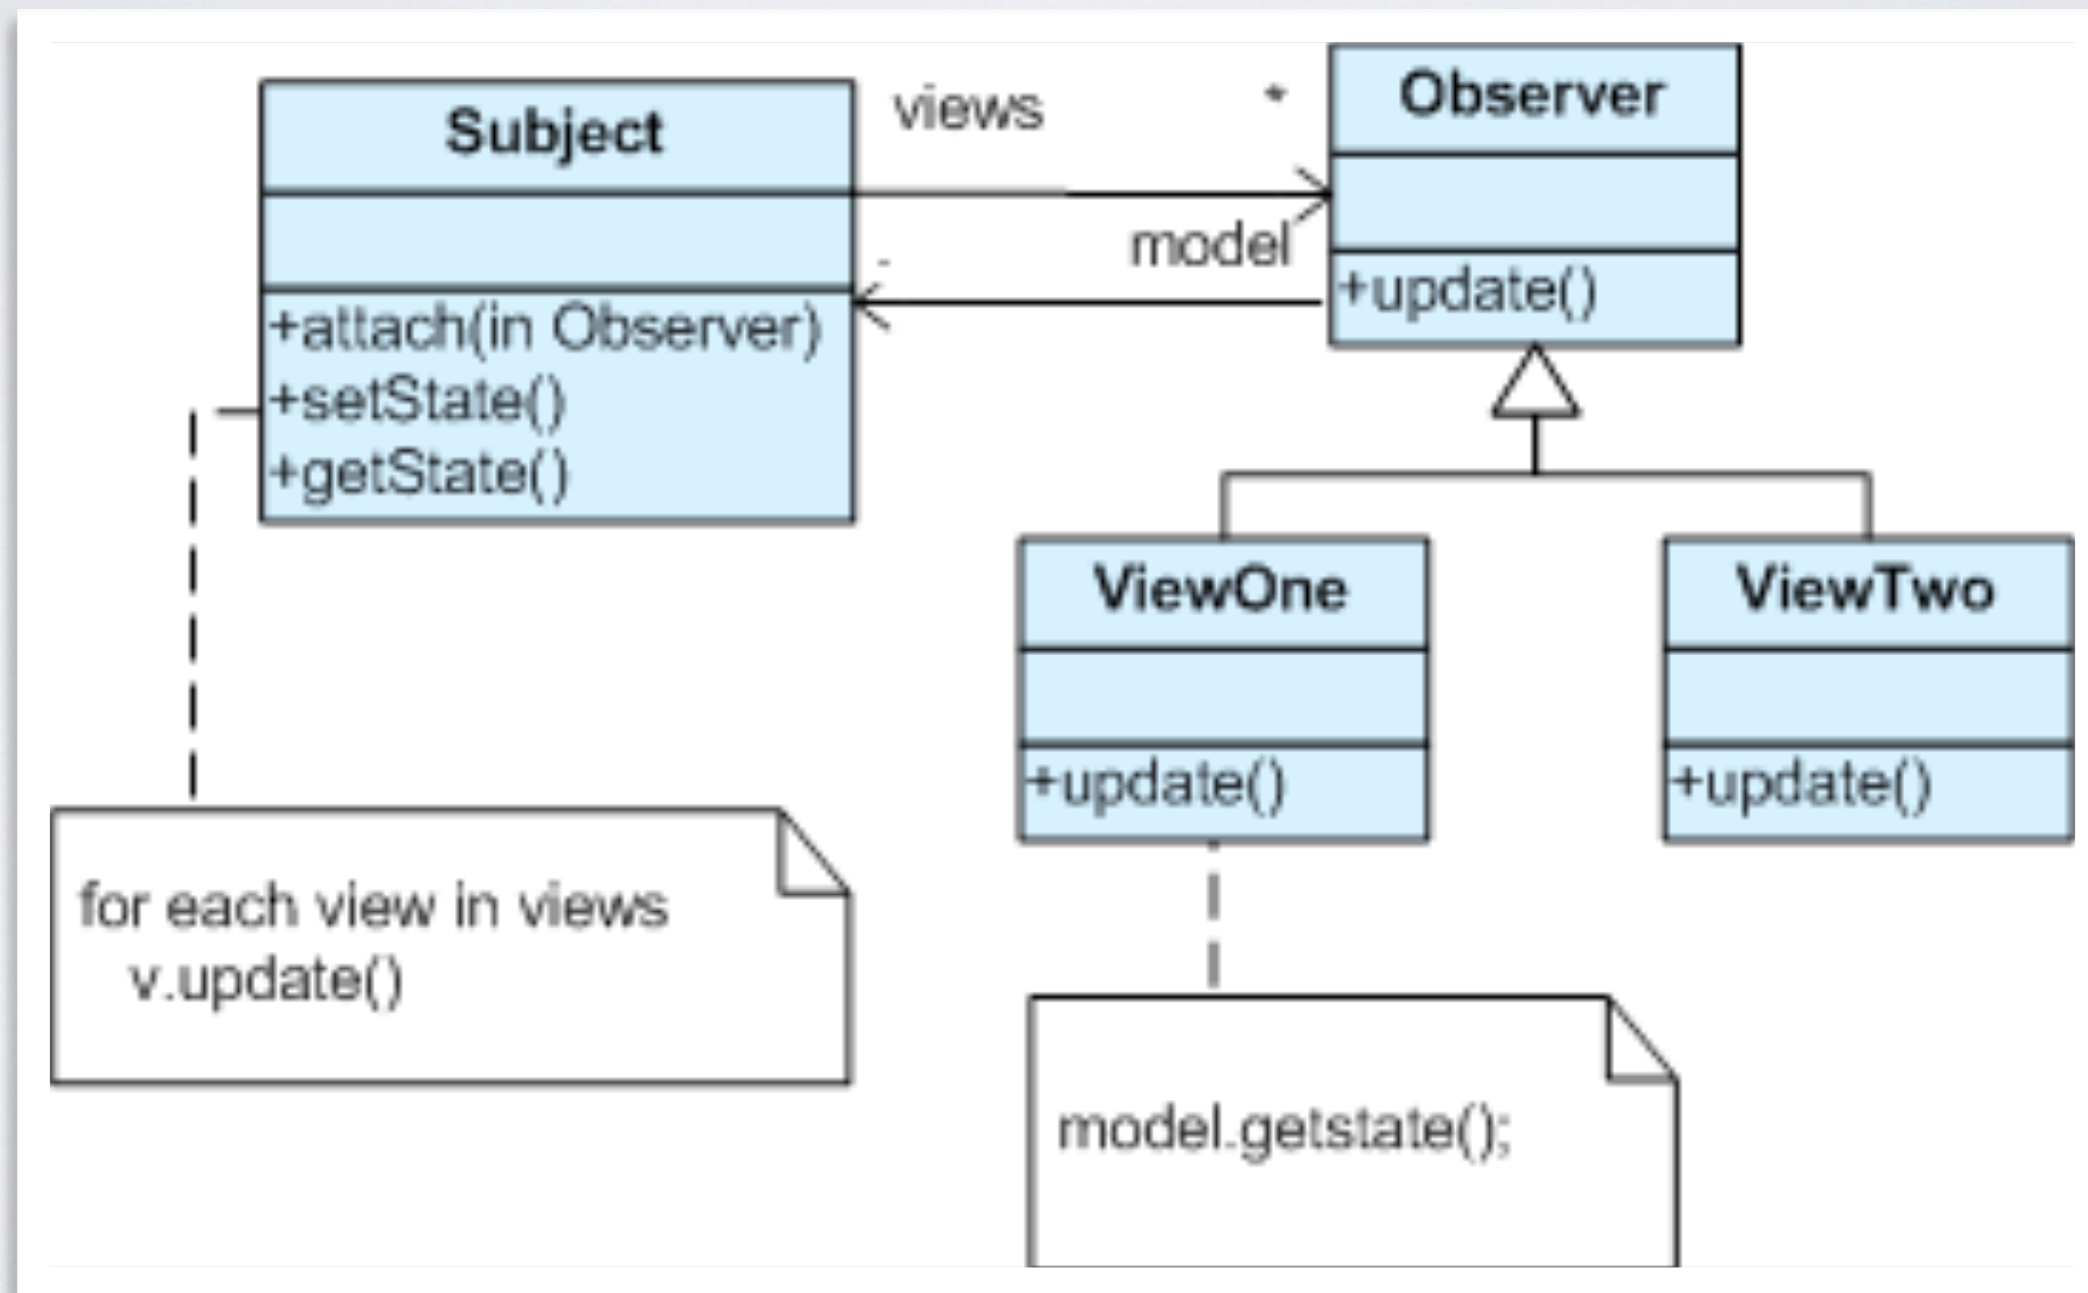 Subject
+attach(in Observer)
+setState()
+getState()
views
*
model
Observer
+update()
ViewOne
+update()
ViewTwo
+update()
for each view in views
v.update()
model.getstate();